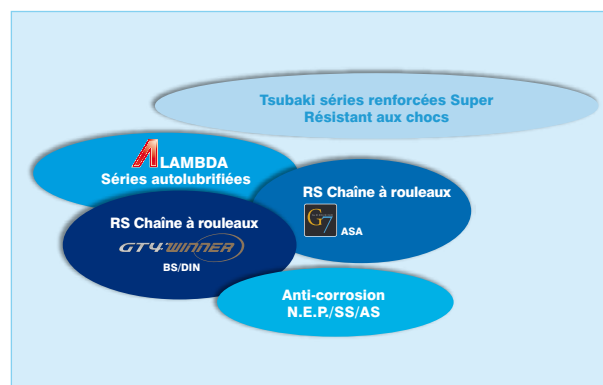 Tsubaki séries renforcées Super
Résistant aux chocs
LAMBDA
Séries autolubrifiées
RS Chaîne à rouleaux
G7
ASA
RS Chaîne à rouleaux
GT4 WINNER
BS/DIN
Anti-corrosion
N.E.P./SS/AS